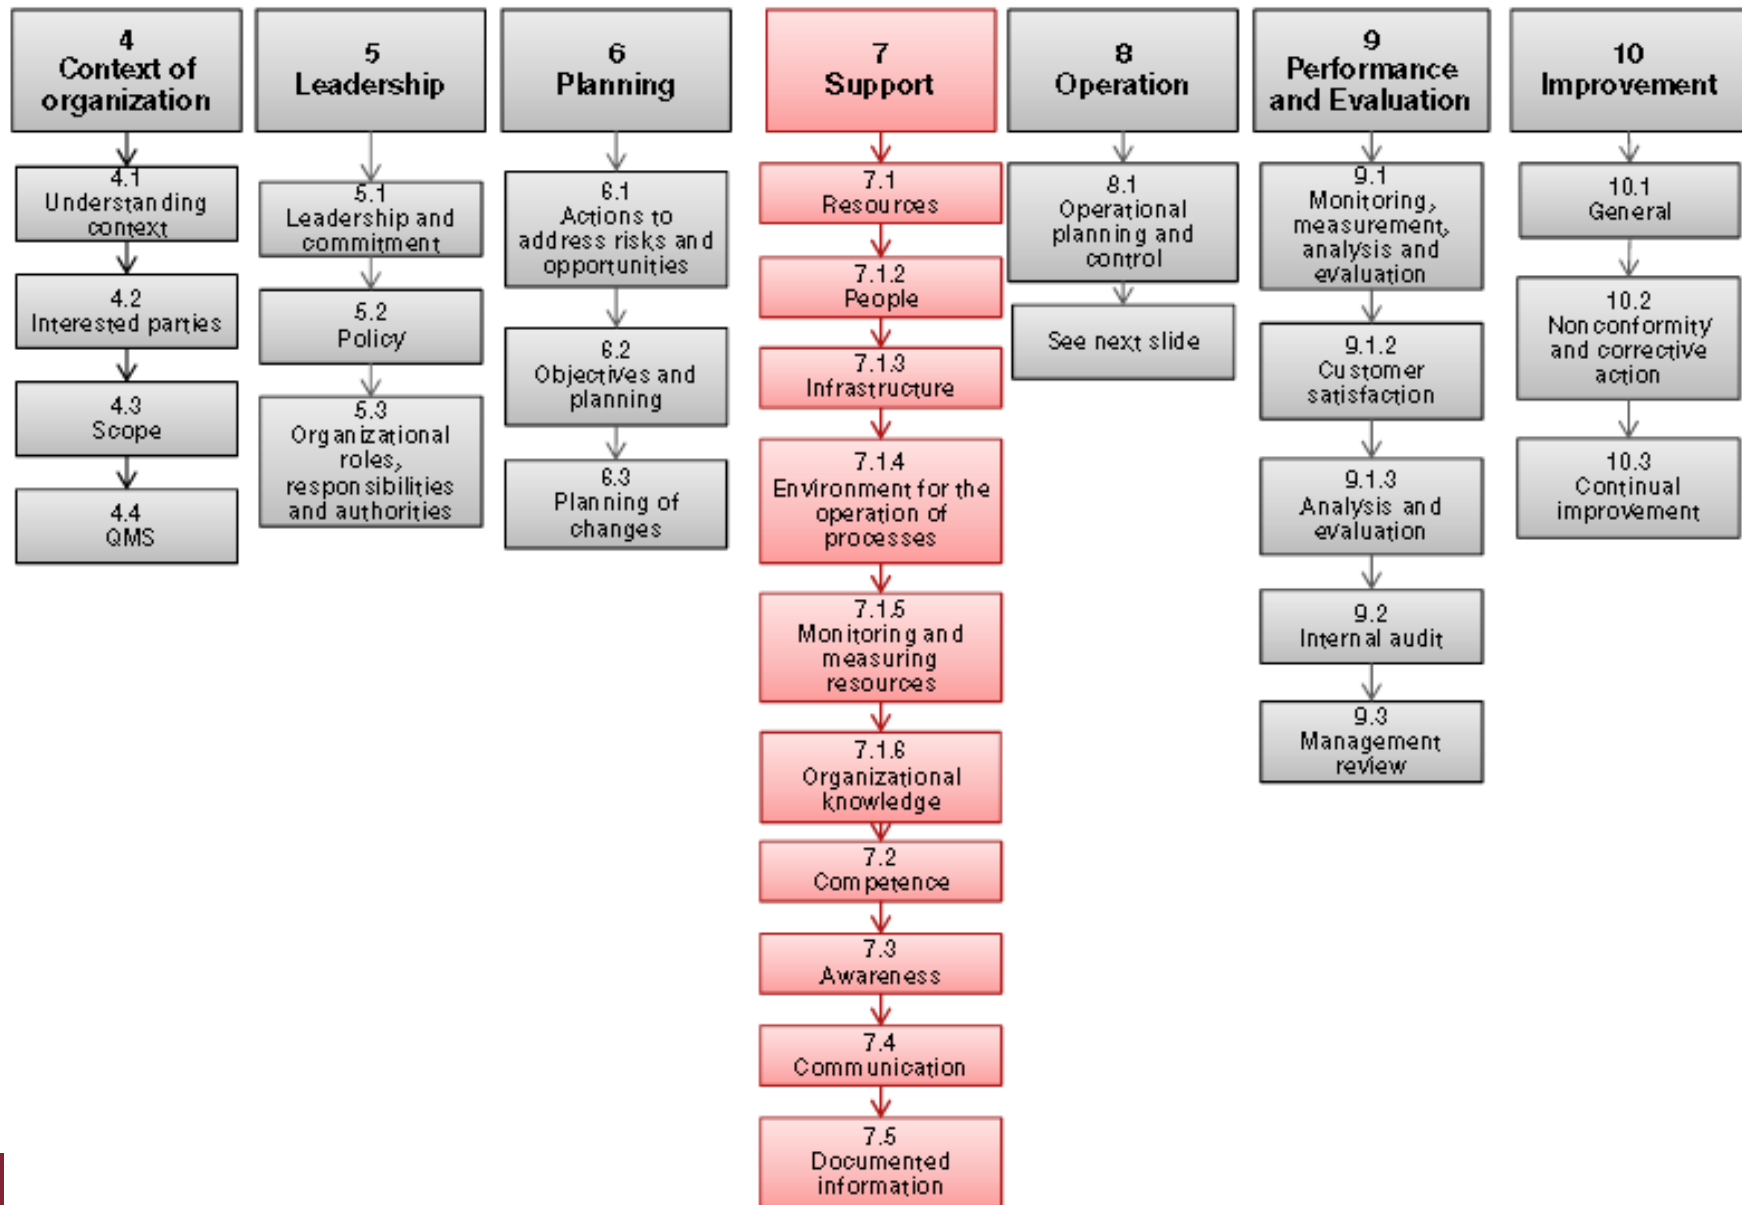 4
Context of
organization
4.1
Understanding
context
4.2
Interested parties
4.3
Scope
4.4
QMS
5
Leadership
5.1
Leadership and
commitment
5.2
Policy
5.3
Organizational
roles,
responsibilities
and authorities
6
Planning
6.1
Actions to
address risks and
opportunities
6.2
Objectives and
planning
6.3
Planning of
changes
7
Support
7.1
Resources
7.1.2
People
7.1.3
Infrastructure
7.1.4
Environment for the
operation of
processes
7.1.5
Monitoring and
measuring
resources
7.1.6
Organizational
knowledge
7.2
Competence
7.3
Awareness
7.4
Communication
7.5
Documented
information
8
Operation
8.1
Operational
planning and
control
See next slide
9
Performance
and Evaluation
9.1
Monitoring,
measurement,
analysis and
evaluation
9.1.2
Customer
satisfaction
9.1.3
Analysis and
evaluation
9.2
Internal audit
9.3
Management
review
10
Improvement
10.1
General
10.2
Nonconformity
and corrective
action
10.3
Continual
improvement